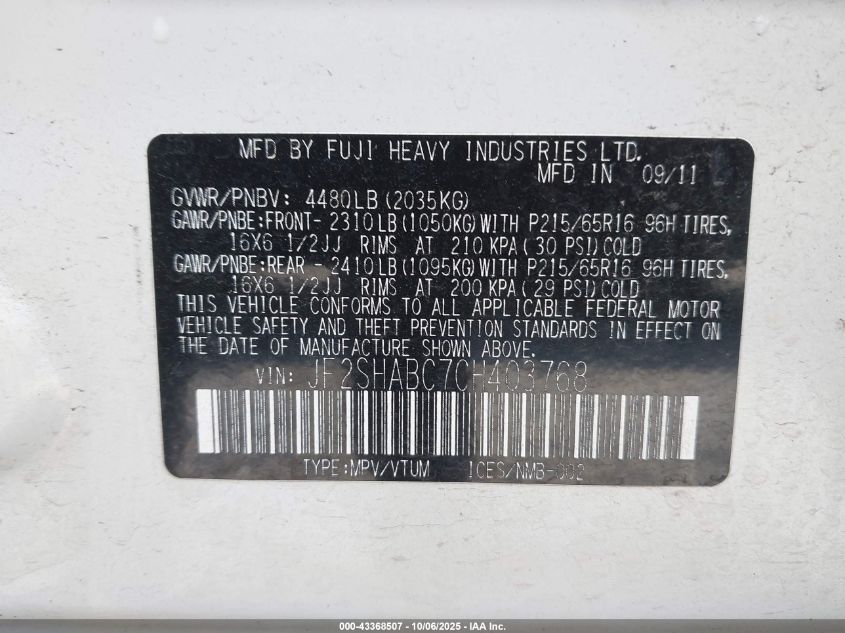 MFD BY FUJI HEAVY INDUSTRIES LTD.
MFD IN 09/11
GVWR/PNBV: 4480LB(2035KG)
GAWR/PNBE:FRONT- 2310LB(1050KG)WITH P215/65R16 96H TIRES,
16X6 1/2JJ RIMS AT 210 KPA(30 PSI)COLD
GAWR/PNBE:REAR - 2410LB(1095KG)WITH P215/65R16 96H TIRES,
16X6 1/2JJ RIMS AT 200 KPA(29 PSI)COLD
THIS VEHICLE CONFORMS TO ALL APPLICABLE FEDERAL MOTOR
VEHICLE SAFETY AND THEFT PREVENTION STANDARDS IN EFFECT ON
THE DATE OF MANUFACTURE SHOWN ABOVE.
VIN: JF2SHABC7CH403768
TYPE:MPV/VTUM ICES/NMB-002
000-43368507 - 10/06/2025 - IAA Inc.